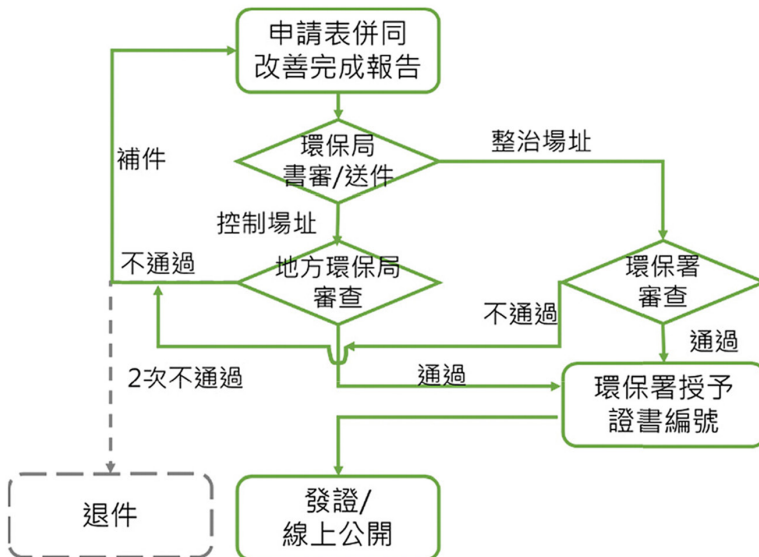 申請表併同
改善完成報告
環保局
書審/送件
整治場址
補件
控制場址
不通過
地方環保局
審查
環保署
審查
不通過
通過
2次不通過
通過
環保署授予
證書編號
退件
發證/
線上公開